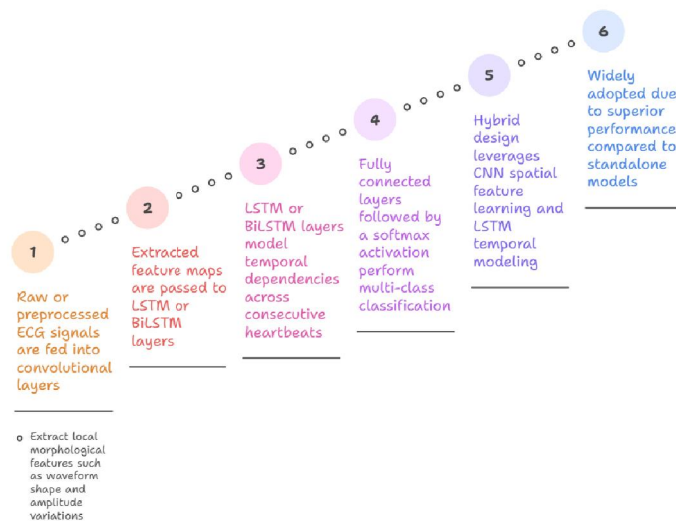 1
Raw or
preprocessed
ECG signals
are fed into
convolutional
layers
Extract local
morphological
features such
as waveform
shape and
amplitude
variations
2
Extracted
feature maps
are passed to
LSTM or
BiLSTM
layers
3
LSTM or
BiLSTM layers
model
temporal
dependencies
across
consecutive
heartbeats
4
Fully
connected
layers
followed by
a softmax
activation
perform
multi-class
classification
5
Hybrid
design
leverages
CNN spatial
feature
learning and
LSTM
temporal
modeling
6
Widely
adopted due
to superior
performance
compared to
standalone
models